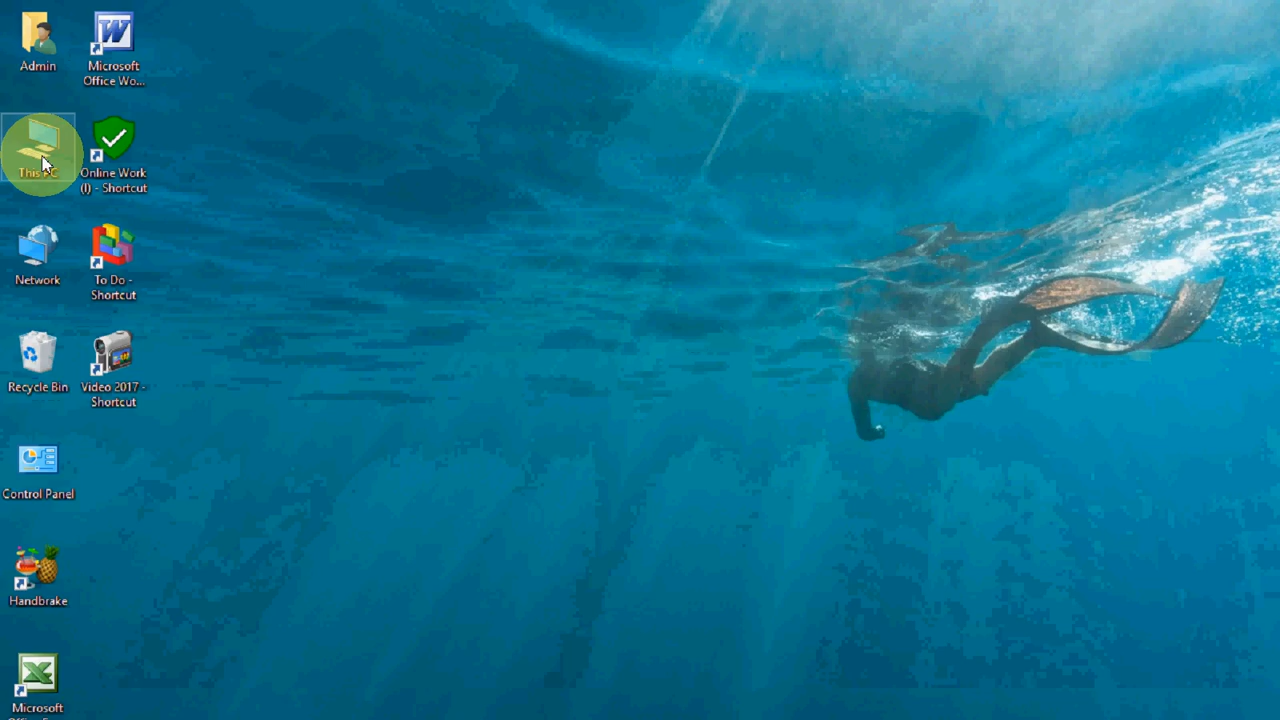 Admin
Microsoft
Office Wo...
This PC
Online Work
(I) - Shortcut
Network
To Do -
Shortcut
Recycle Bin
Video 2017 -
Shortcut
Control Panel
Handbrake
Microsoft